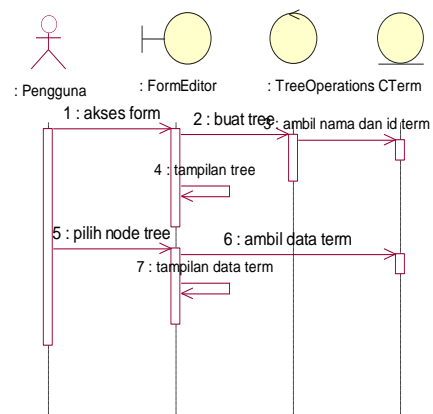 : Pengguna
: FormEditor
: TreeOperations
CTerm
1 : akses form
2 : buat tree
3 : ambil nama dan id term
4 : tampilan tree
5 : pilih node tree
6 : ambil data term
7 : tampilan data term